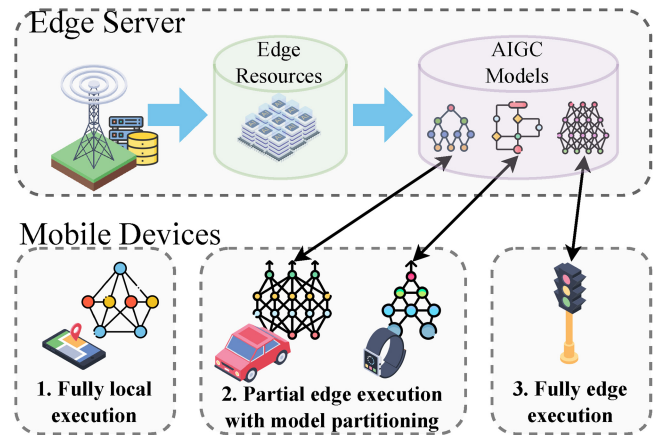 Edge Server
Edge
Resources
AIGC
Models
Mobile Devices
1. Fully local
execution
2. Partial edge execution
with model partitioning
3. Fully edge
execution